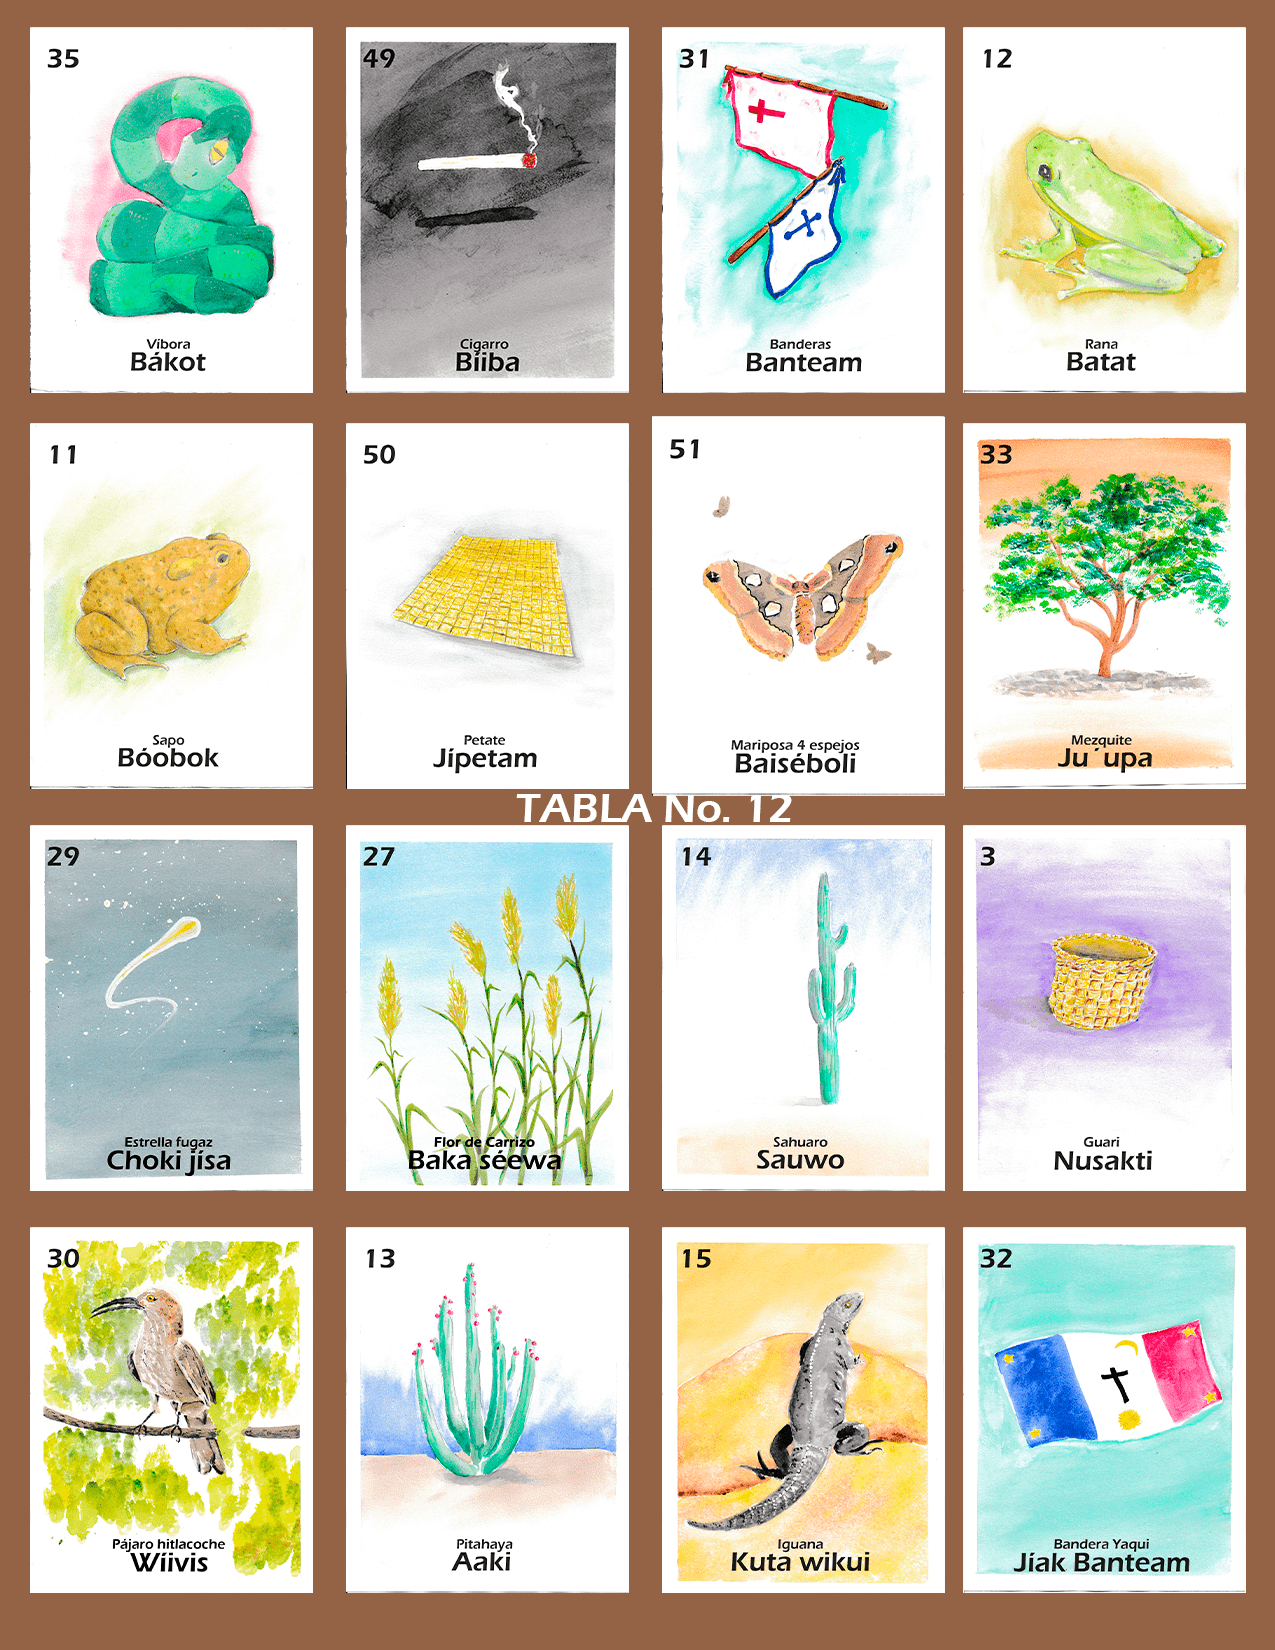 35
Víbora
Bákot
49
Cigarro
Bíiba
31
Banderas
Banteam
12
Rana
Batat
11
Sapo
Bóobok
50
Petate
Jípetam
51
Mariposa 4 espejos
Baiséboli
33
Mezquite
Ju´upa
TABLA No. 12
29
Estrella fugaz
Choki jísa
27
Flor de Carrizo
Baka séewa
14
Sahuaro
Sauwo
3
Guari
Nusakti
30
Pájaro hitlacoche
Wíivis
13
Pitahaya
Aaki
15
Iguana
Kuta wikui
32
Bandera Yaqui
Jíak Banteam